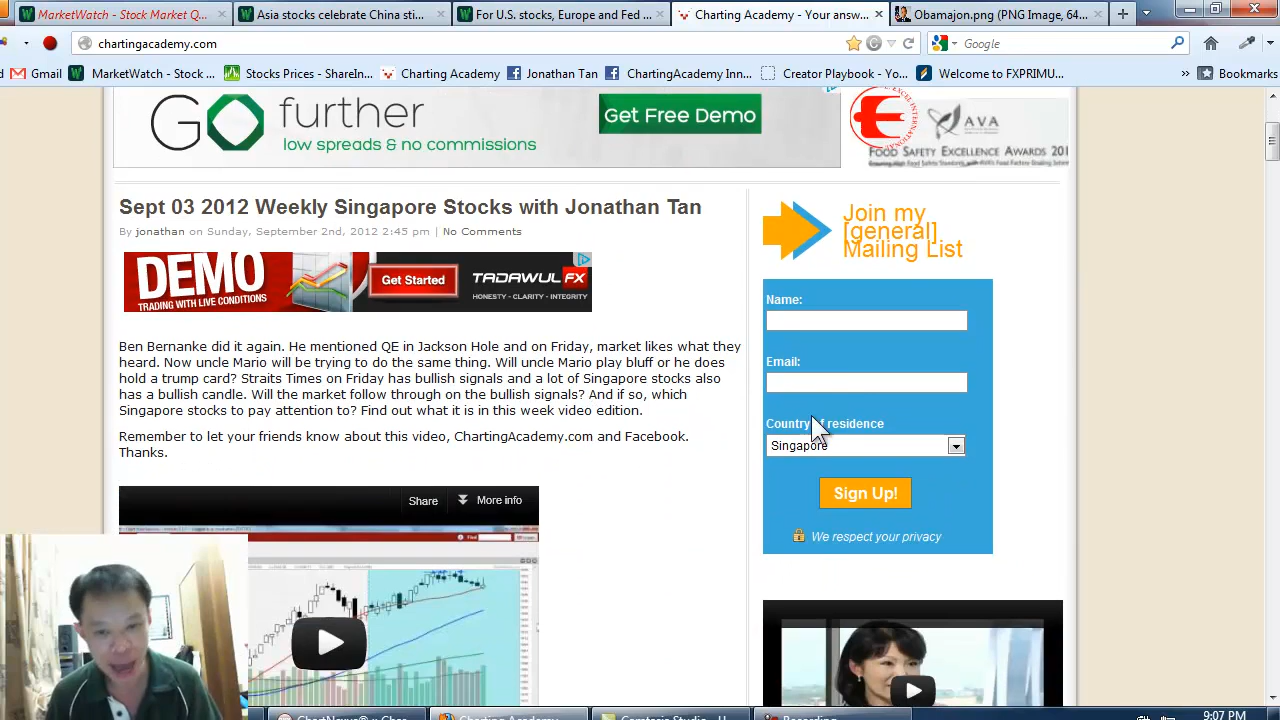 MarketWatch - Stock Market Q...
Asia stocks celebrate China sti...
For U.S. stocks, Europe and Fed ...
Charting Academy - Your answ...
Obamajon.png (PNG Image, 64...
chartingacademy.com
Google
Gmail
MarketWatch - Stock ...
Stocks Prices - ShareIn...
Charting Academy
Jonathan Tan
ChartingAcademy Inn...
Creator Playbook - Yo...
Welcome to FXPRIMU...
Bookmarks
GO further
low spreads & no commissions
Get Free Demo
AVA
FOOD SAFETY EXCELLENCE AWARDS 201
Sept 03 2012 Weekly Singapore Stocks with Jonathan Tan
By jonathan on Sunday, September 2nd, 2012 2:45 pm | No Comments
DEMO
TRADING WITH LIVE CONDITIONS
Get Started
TADAWUL FX
HONESTY - CLARITY - INTEGRITY
Ben Bernanke did it again. He mentioned QE in Jackson Hole and on Friday, market likes what they
heard. Now uncle Mario will be trying to do the same thing. Will uncle Mario play bluff or he does
hold a trump card? Straits Times on Friday has bullish signals and a lot of Singapore stocks also
has a bullish candle. Will the market follow through on the bullish signals? And if so, which
Singapore stocks to pay attention to? Find out what it is in this week video edition.
Remember to let your friends know about this video, ChartingAcademy.com and Facebook.
Thanks.
Share
More info
Join my
[general]
Mailing List
Name:
Email:
Country of residence
Singapore
Sign Up!
We respect your privacy
9:07 PM